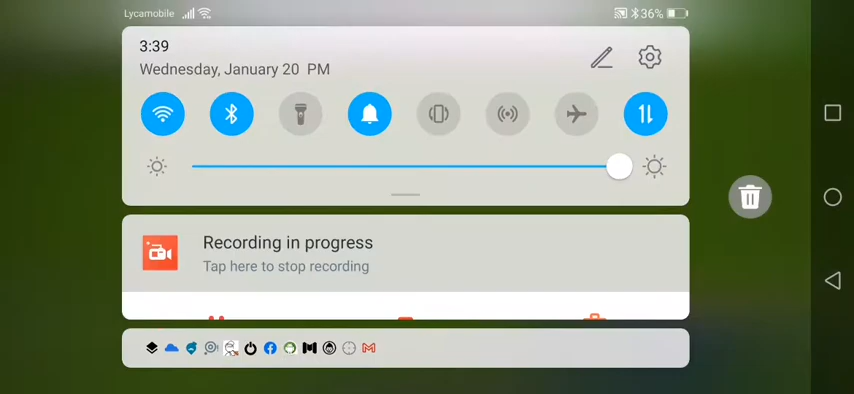 Lycamobile
36%
3:39
Wednesday, January 20 PM
Recording in progress
Tap here to stop recording